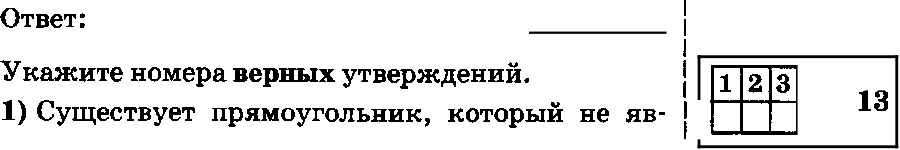 Ответ:
Укажите номера верных утверждений.
1) Существует прямоугольник, который не яв-
1 2 3
13